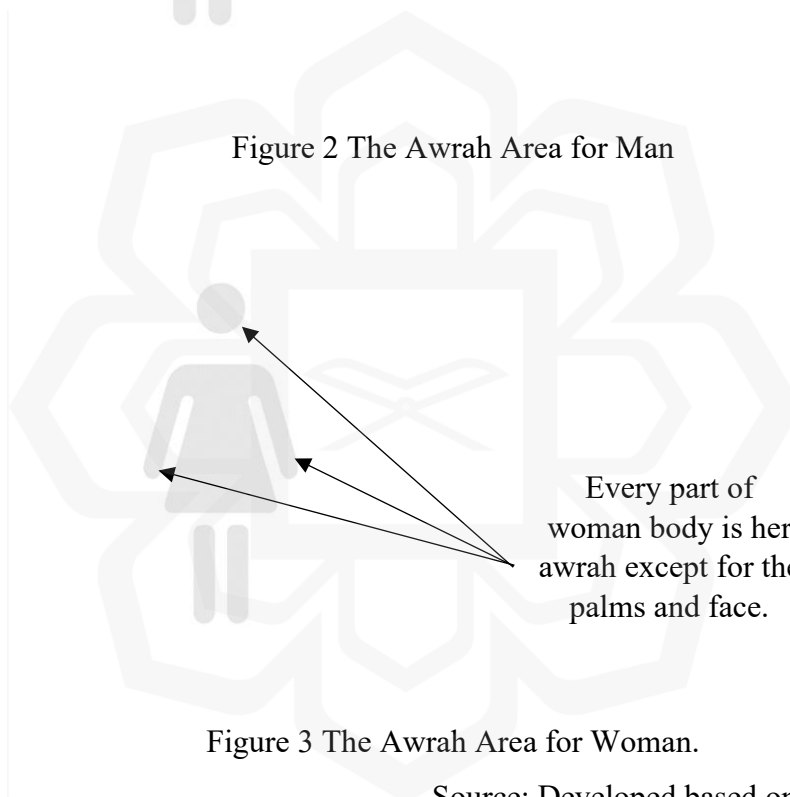 Figure 2 The Awrah Area for Man
Every part of
woman body is her
awrah except for the
palms and face.
Figure 3 The Awrah Area for Woman.
Source: Developed based on